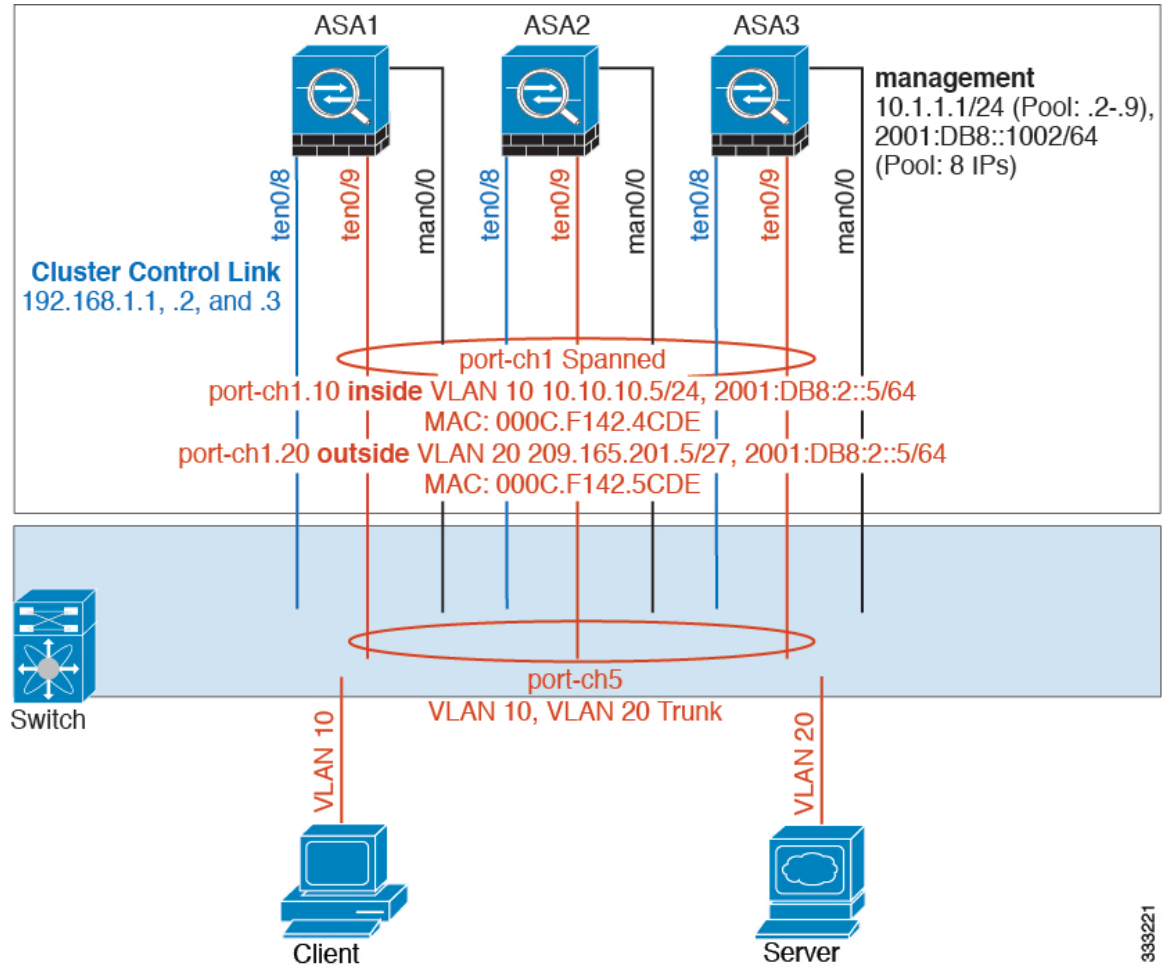 ASA1
ASA2
ASA3
management
10.1.1.1/24 (Pool: .2-.9),
2001:DB8::1002/64
(Pool: 8 IPs)
ten0/8
ten0/9
man0/0
ten0/8
ten0/9
man0/0
ten0/8
ten0/9
man0/0
Cluster Control Link
192.168.1.1, .2, and .3
port-ch1 Spanned
port-ch1.10 inside VLAN 10 10.10.10.5/24, 2001:DB8:2::5/64
MAC: 000C.F142.4CDE
port-ch1.20 outside VLAN 20 209.165.201.5/27, 2001:DB8:2::5/64
MAC: 000C.F142.5CDE
port-ch5
Switch
VLAN 10, VLAN 20 Trunk
VLAN 10
VLAN 20
Client
Server
333221